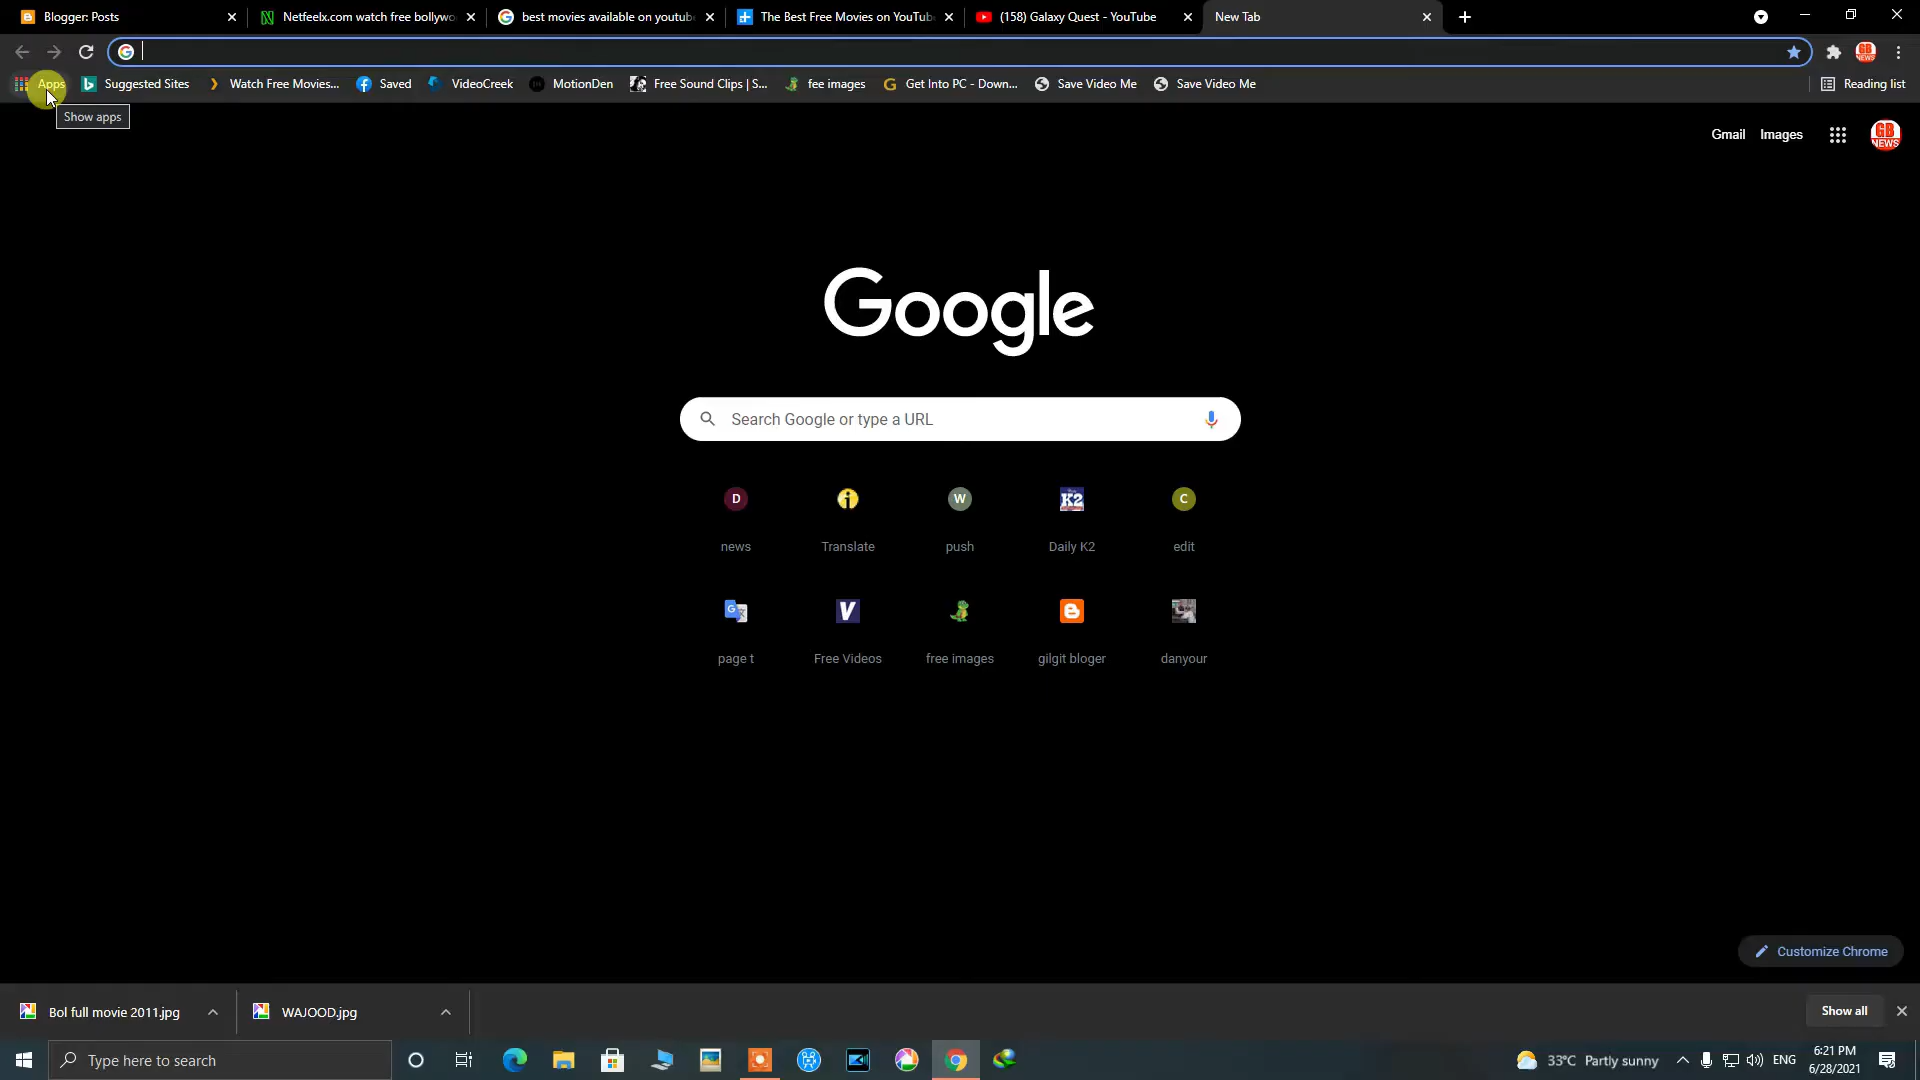 Blogger: Posts
Netfeelx.com watch free bollywo
best movies available on youtub
The Best Free Movies on YouTub
(158) Galaxy Quest - YouTube
New Tab
Apps
Suggested Sites
Watch Free Movies...
Saved
VideoCreek
MotionDen
Free Sound Clips | S...
fee images
Get Into PC - Down...
Save Video Me
Save Video Me
Reading list
Show apps
Gmail
Images
GB
NEWS
Google
Search Google or type a URL
D
W
K2
C
news
Translate
push
Daily K2
edit
page t
Free Videos
free images
gilgit bloger
danyour
Customize Chrome
Bol full movie 2011.jpg
WAJOOD.jpg
Show all
Type here to search
33°C Partly sunny
ENG
6:21 PM
6/28/2021